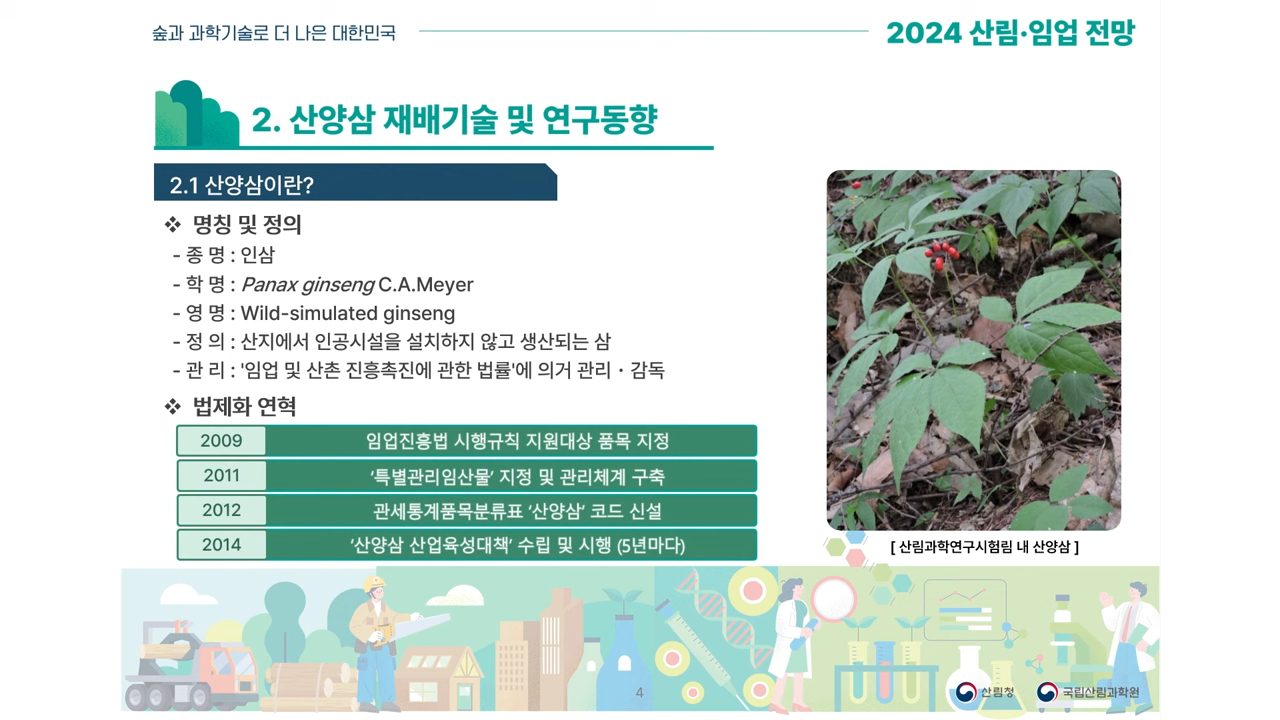 숲과 과학기술로 더 나은 대한민국
2024 산림·임업 전망
2. 산양삼 재배기술 및 연구동향
2.1 산양삼이란?
❖ 명칭 및 정의
- 종 명 : 인삼
- 학 명 : Panax ginseng C.A.Meyer
- 영 명 : Wild-simulated ginseng
- 정 의 : 산지에서 인공시설을 설치하지 않고 생산되는 삼
- 관 리 : '임업 및 산촌 진흥촉진에 관한 법률'에 의거 관리・감독
❖ 법제화 연혁
2009 임업진흥법 시행규칙 지원대상 품목 지정
2011 ‘특별관리임산물’ 지정 및 관리체계 구축
2012 관세통계품목분류표 ‘산양삼’ 코드 신설
2014 ‘산양삼 산업육성대책’ 수립 및 시행 (5년마다)
[ 산림과학연구시험림 내 산양삼 ]
4
산림청
국립산림과학원